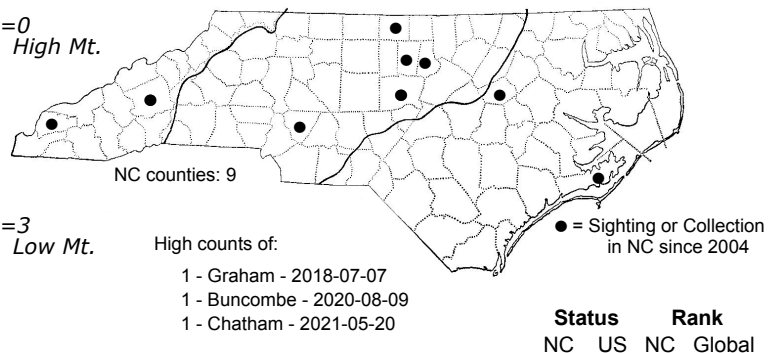 =0
High Mt.
NC counties: 9
=3
Low Mt.
High counts of:
1 - Graham - 2018-07-07
1 - Buncombe - 2020-08-09
1 - Chatham - 2021-05-20
● = Sighting or Collection
in NC since 2004
Status Rank
NC US NC Global